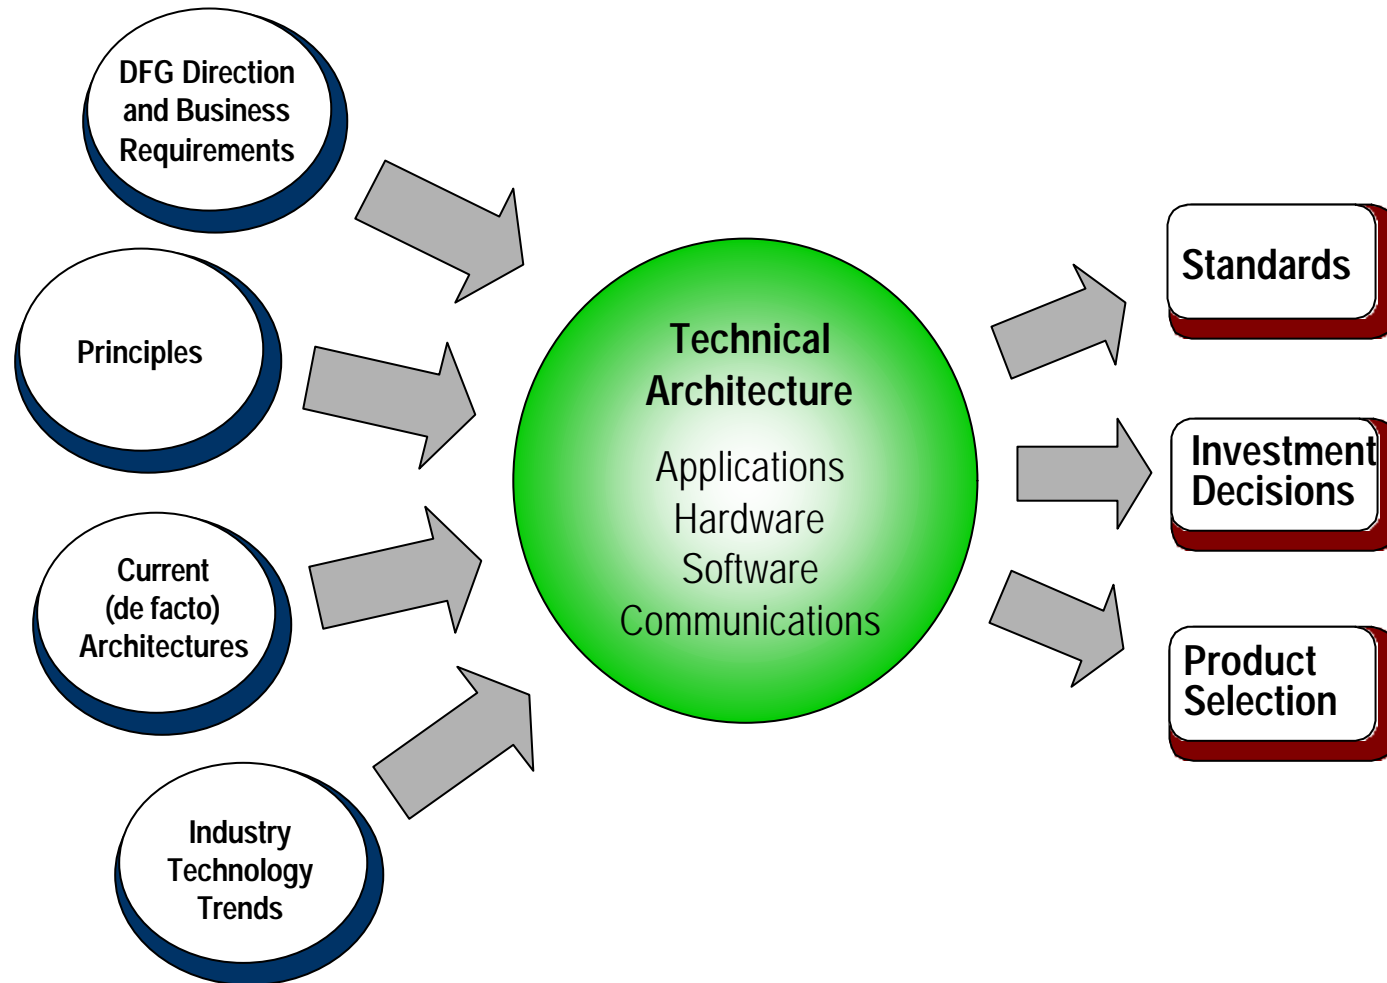 DFG Direction
and Business
Requirements
Principles
Current
(de facto)
Architectures
Industry
Technology
Trends
Technical
Architecture
Applications
Hardware
Software
Communications
Standards
Investment
Decisions
Product
Selection